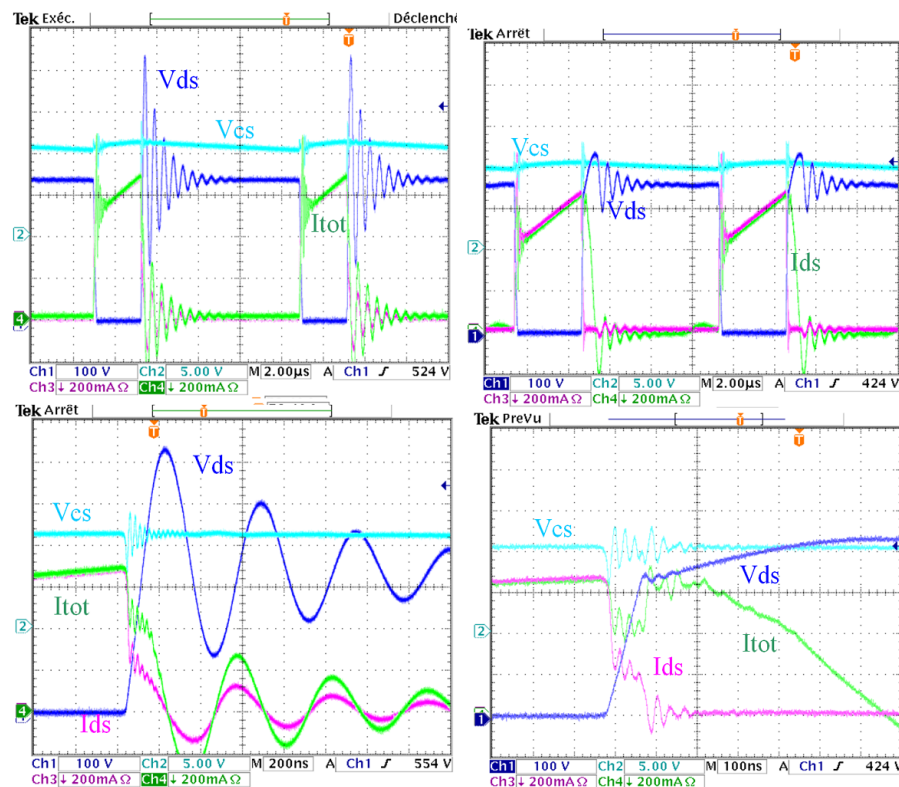 Tek Exéc. Déclenché
T
T
Vds
Vcs
Itot
2
4
Ch1 100 V Ch2 5.00 V M 2.00µs A Ch1 ƒ 524 V
Ch3 ↓ 200mA Ω Ch4 ↓ 200mA Ω
Tek Arrêt
T
T
Vcs
Vds
Ids
2
1
Ch1 100 V Ch2 5.00 V M 2.00µs A Ch1 ƒ 424 V
Ch3 ↓ 200mA Ω Ch4 ↓ 200mA Ω
Tek Arrêt
T
T
Vds
Vcs
Itot
2
Ids
4
Ch1 100 V Ch2 5.00 V M 200ns A Ch1 ƒ 554 V
Ch3 ↓ 200mA Ω Ch4 ↓ 200mA Ω
Tek PreVu
T
T
Vcs
Vds
2
Itot
Ids
1
Ch1 100 V Ch2 5.00 V M 100ns A Ch1 ƒ 424 V
Ch3 ↓ 200mA Ω Ch4 ↓ 200mA Ω